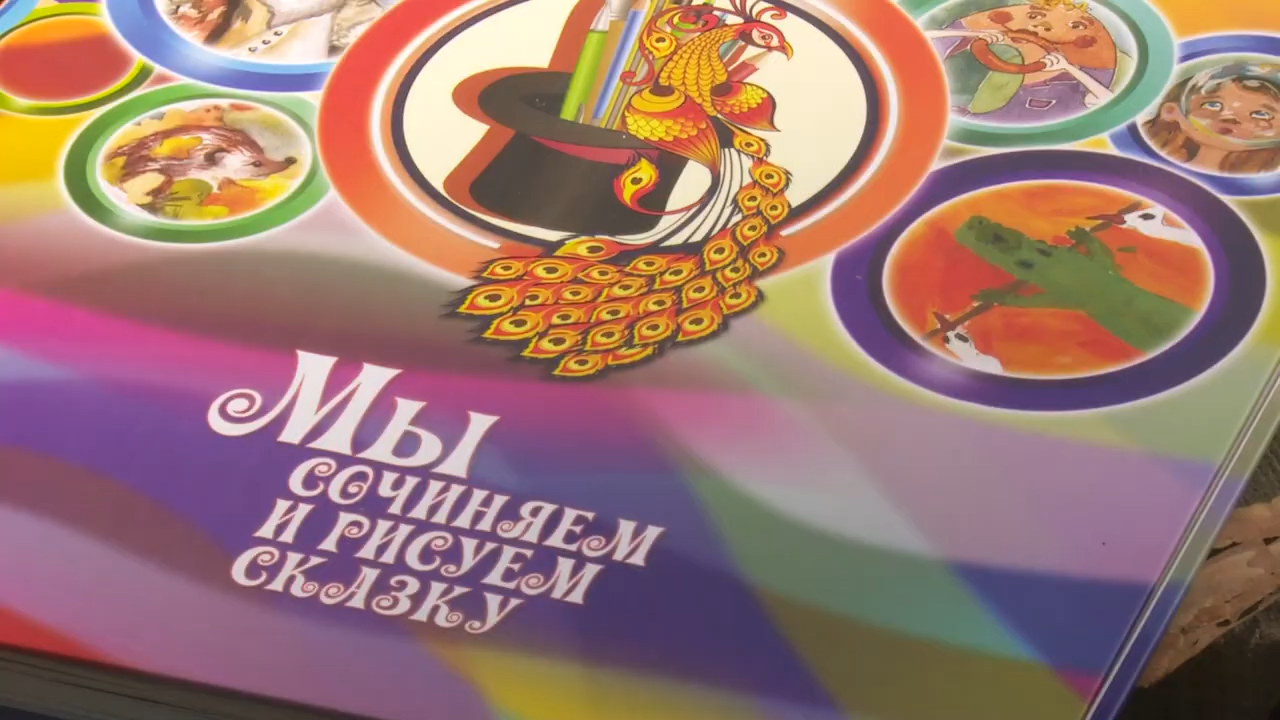 Мы
сочиняем
и рисуем
сказку